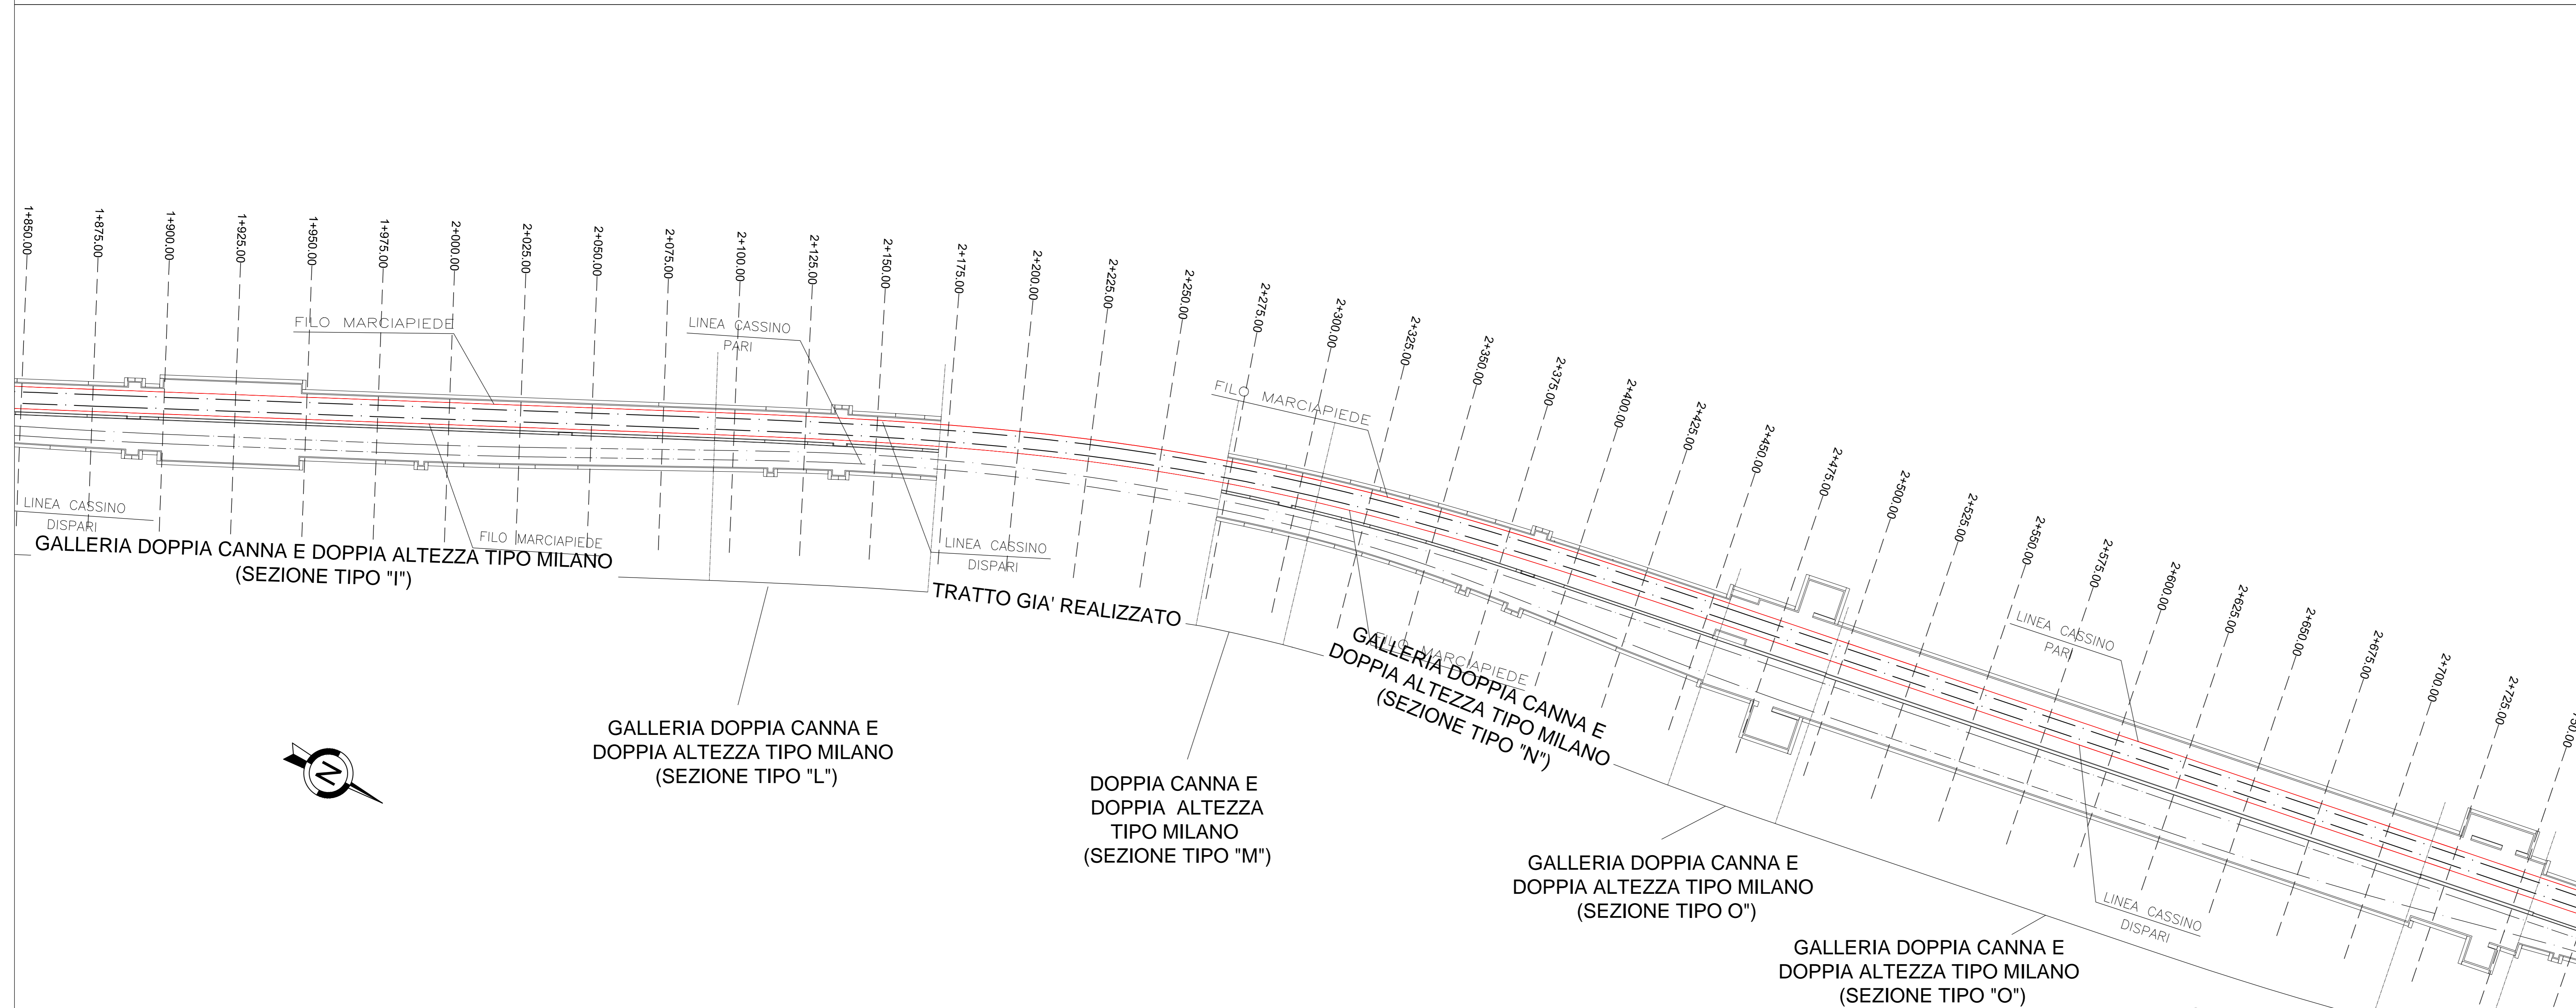 1+850.00
1+875.00
1+900.00
1+925.00
1+950.00
1+975.00
2+000.00
2+025.00
2+050.00
2+075.00
2+100.00
2+125.00
2+150.00
2+175.00
2+200.00
2+225.00
2+250.00
2+275.00
2+300.00
2+325.00
2+350.00
2+375.00
2+400.00
2+425.00
2+450.00
2+475.00
2+500.00
2+525.00
2+550.00
2+575.00
2+600.00
2+625.00
2+650.00
2+675.00
2+700.00
2+725.00
750.00
FILO MARCIAPIEDE
LINEA CASSINO
PARI
FILO MARCIAPIEDE
LINEA CASSINO
DISPARI
GALLERIA DOPPIA CANNA E DOPPIA ALTEZZA TIPO MILANO
(SEZIONE TIPO "I")
FILO MARCIAPIEDE
LINEA CASSINO
DISPARI
TRATTO GIA' REALIZZATO
LINEA CASSINO
PARI
FILO MARCIAPIEDE
GALLERIA DOPPIA CANNA E
DOPPIA ALTEZZA TIPO MILANO
(SEZIONE TIPO "N")
N
GALLERIA DOPPIA CANNA E
DOPPIA ALTEZZA TIPO MILANO
(SEZIONE TIPO "L")
DOPPIA CANNA E
DOPPIA ALTEZZA
TIPO MILANO
(SEZIONE TIPO "M")
GALLERIA DOPPIA CANNA E
DOPPIA ALTEZZA TIPO MILANO
(SEZIONE TIPO O")
LINEA CASSINO
DISPARI
GALLERIA DOPPIA CANNA E
DOPPIA ALTEZZA TIPO MILANO
(SEZIONE TIPO "O")